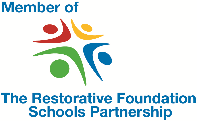 Member of
The Restorative Foundation
Schools Partnership